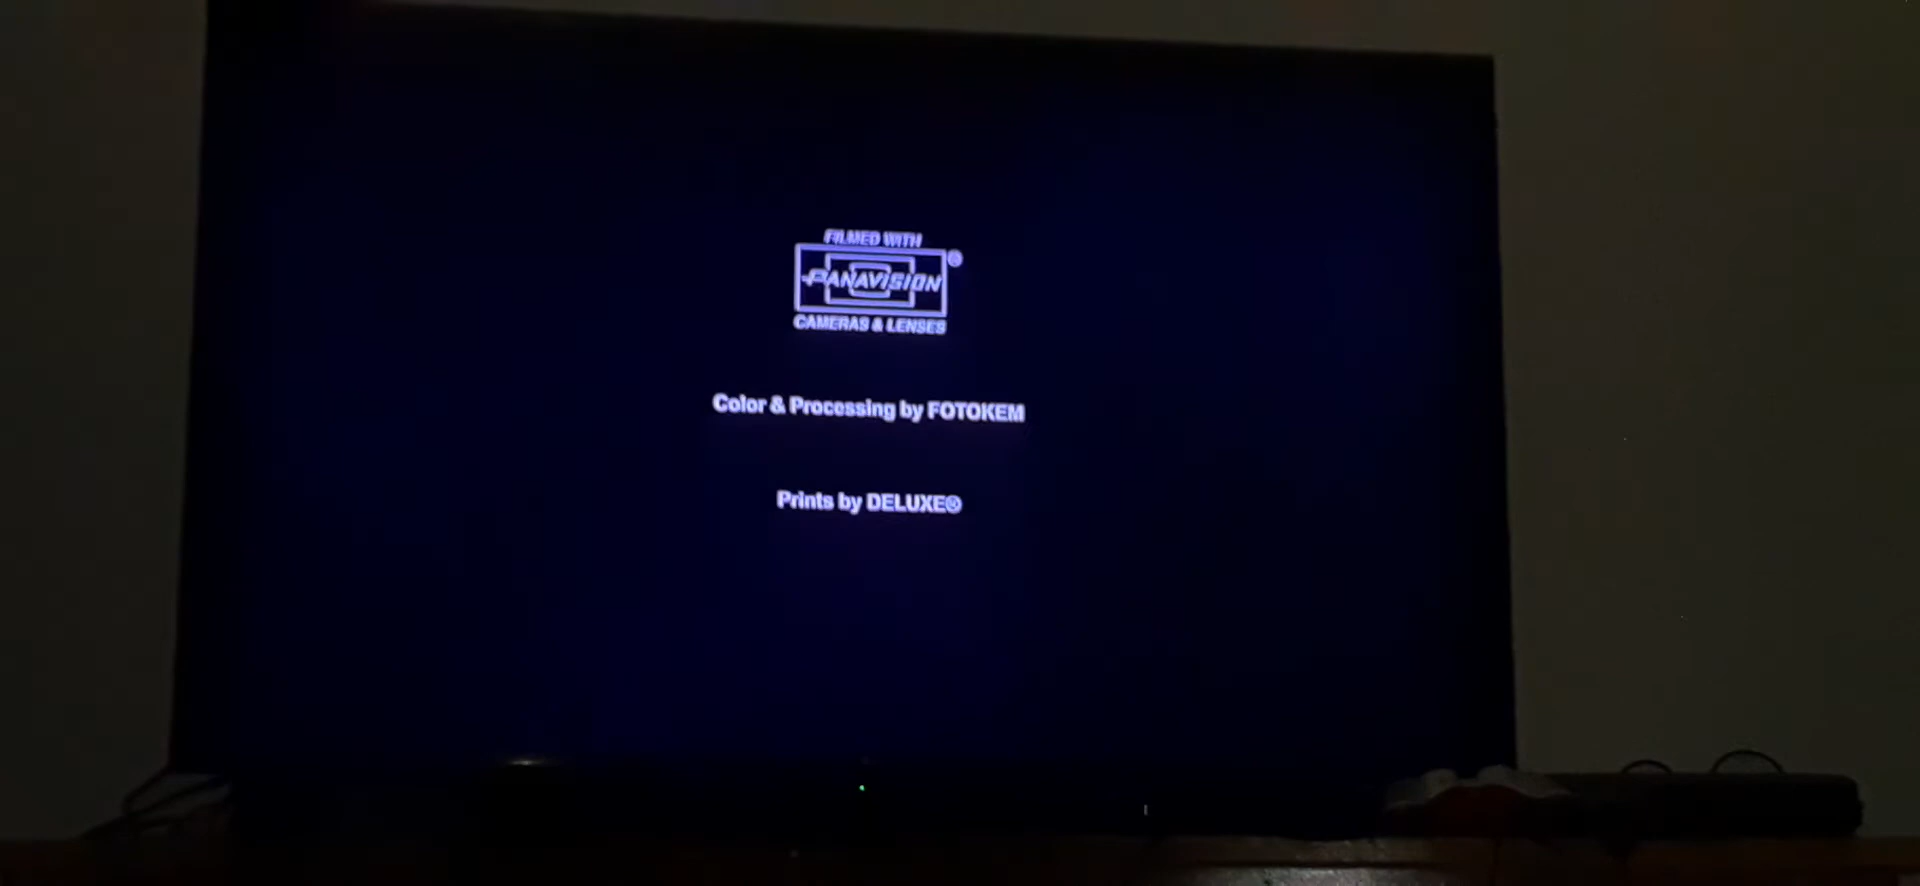 FILMED WITH
PANAVISION®
CAMERAS & LENSES
Color & Processing by FOTOKEM
Prints by DELUXE®